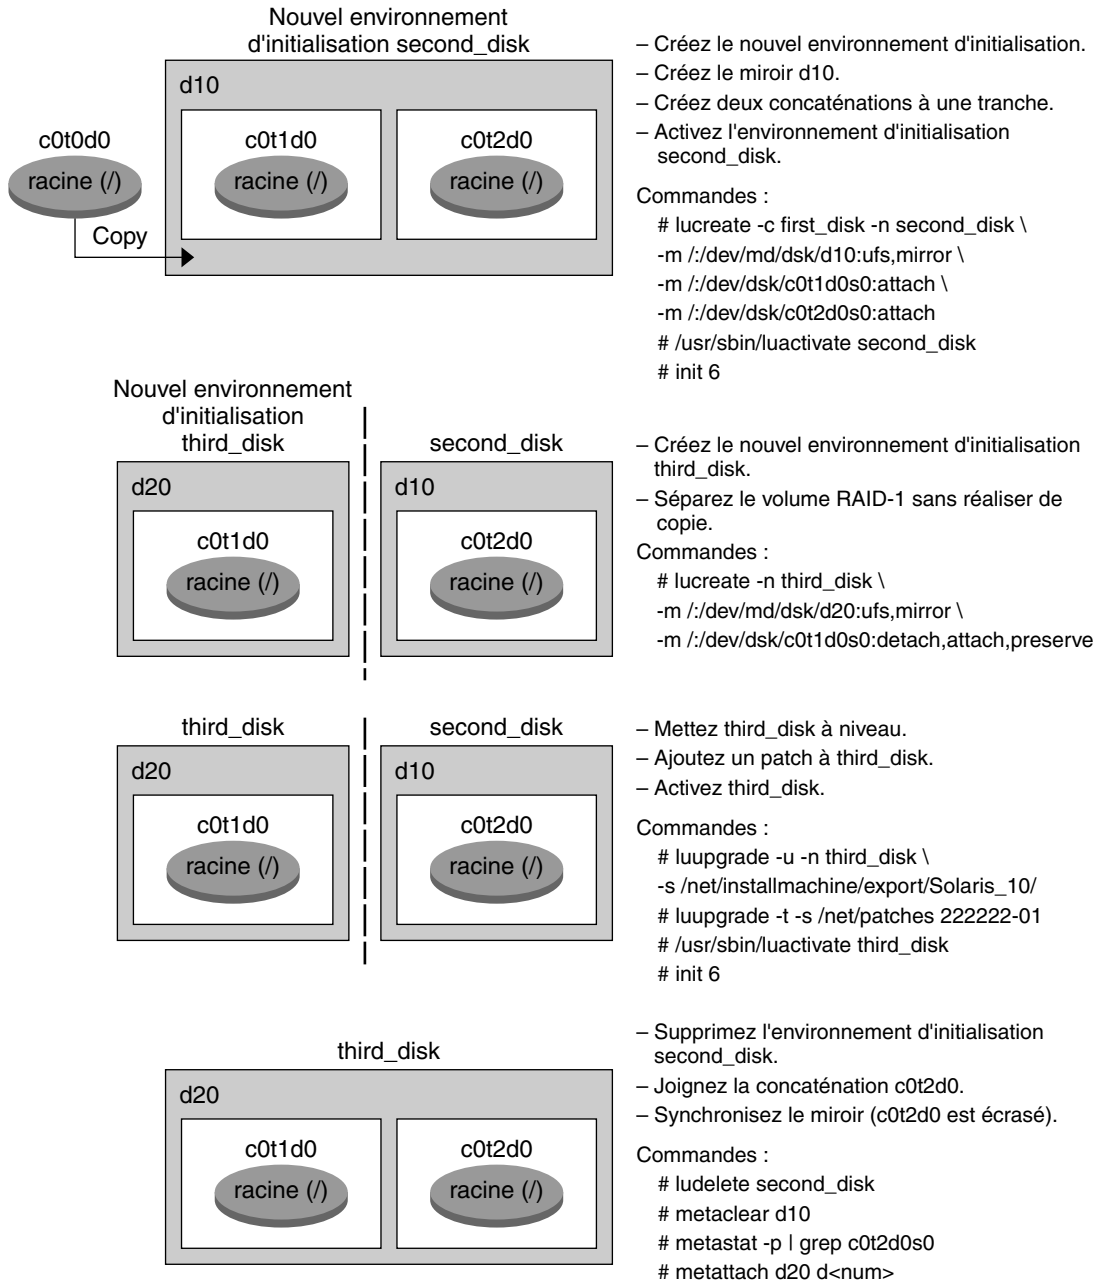 Nouvel environnement
d'initialisation second_disk
d10
c0t0d0
racine (/)
Copy
c0t1d0
racine (/)
c0t2d0
racine (/)
– Créez le nouvel environnement d'initialisation.
– Créez le miroir d10.
– Créez deux concaténations à une tranche.
– Activez l'environnement d'initialisation
second_disk.
Commandes :
# lucreate -c first_disk -n second_disk \
-m /:/dev/md/dsk/d10:ufs,mirror \
-m /:/dev/dsk/c0t1d0s0:attach \
-m /:/dev/dsk/c0t2d0s0:attach
# /usr/sbin/luactivate second_disk
# init 6
Nouvel environnement
d'initialisation
third_disk
d20
c0t1d0
racine (/)
second_disk
d10
c0t2d0
racine (/)
– Créez le nouvel environnement d'initialisation
third_disk.
– Séparez le volume RAID-1 sans réaliser de
copie.
Commandes :
# lucreate -n third_disk \
-m /:/dev/md/dsk/d20:ufs,mirror \
-m /:/dev/dsk/c0t1d0s0:detach,attach,preserve
third_disk
d20
c0t1d0
racine (/)
second_disk
d10
c0t2d0
racine (/)
– Mettez third_disk à niveau.
– Ajoutez un patch à third_disk.
– Activez third_disk.
Commandes :
# luupgrade -u -n third_disk \
-s /net/installmachine/export/Solaris_10/
# luupgrade -t -s /net/patches 222222-01
# /usr/sbin/luactivate third_disk
# init 6
third_disk
d20
c0t1d0
racine (/)
c0t2d0
racine (/)
– Supprimez l'environnement d'initialisation
second_disk.
– Joignez la concaténation c0t2d0.
– Synchronisez le miroir (c0t2d0 est écrasé).
Commandes :
# ludelete second_disk
# metaclear d10
# metastat -p | grep c0t2d0s0
# metattach d20 d<num>